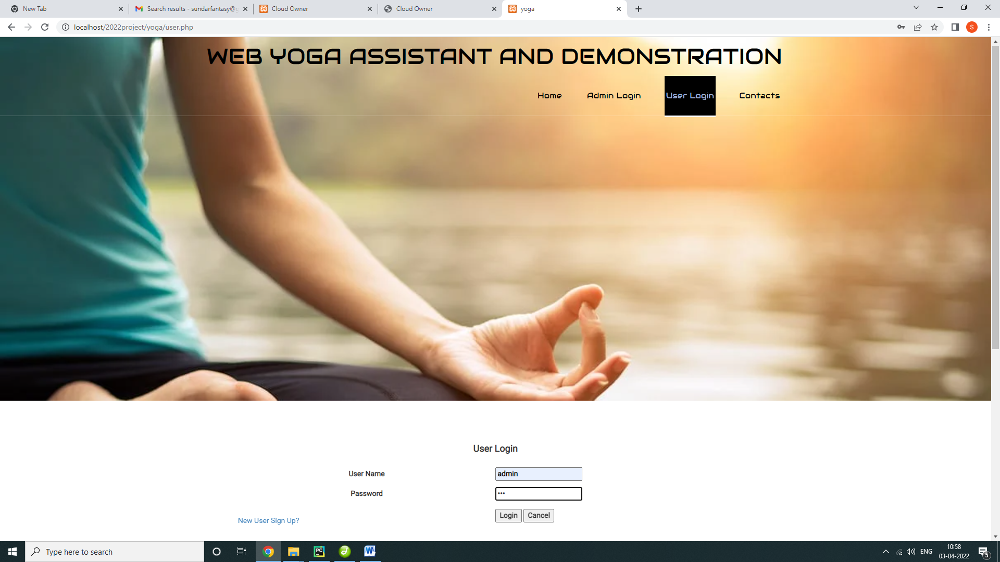 New Tab
Search results - sundarfantasy@g
Cloud Owner
Cloud Owner
yoga
localhost/2022project/yoga/user.php
S
WEB YOGA ASSISTANT AND DEMONSTRATION
Home
Admin Login
User Login
Contacts
User Login
User Name
admin
Password
•••
Login
Cancel
New User Sign Up?
Type here to search
PC
W
ENG
10:58
03-04-2022
5